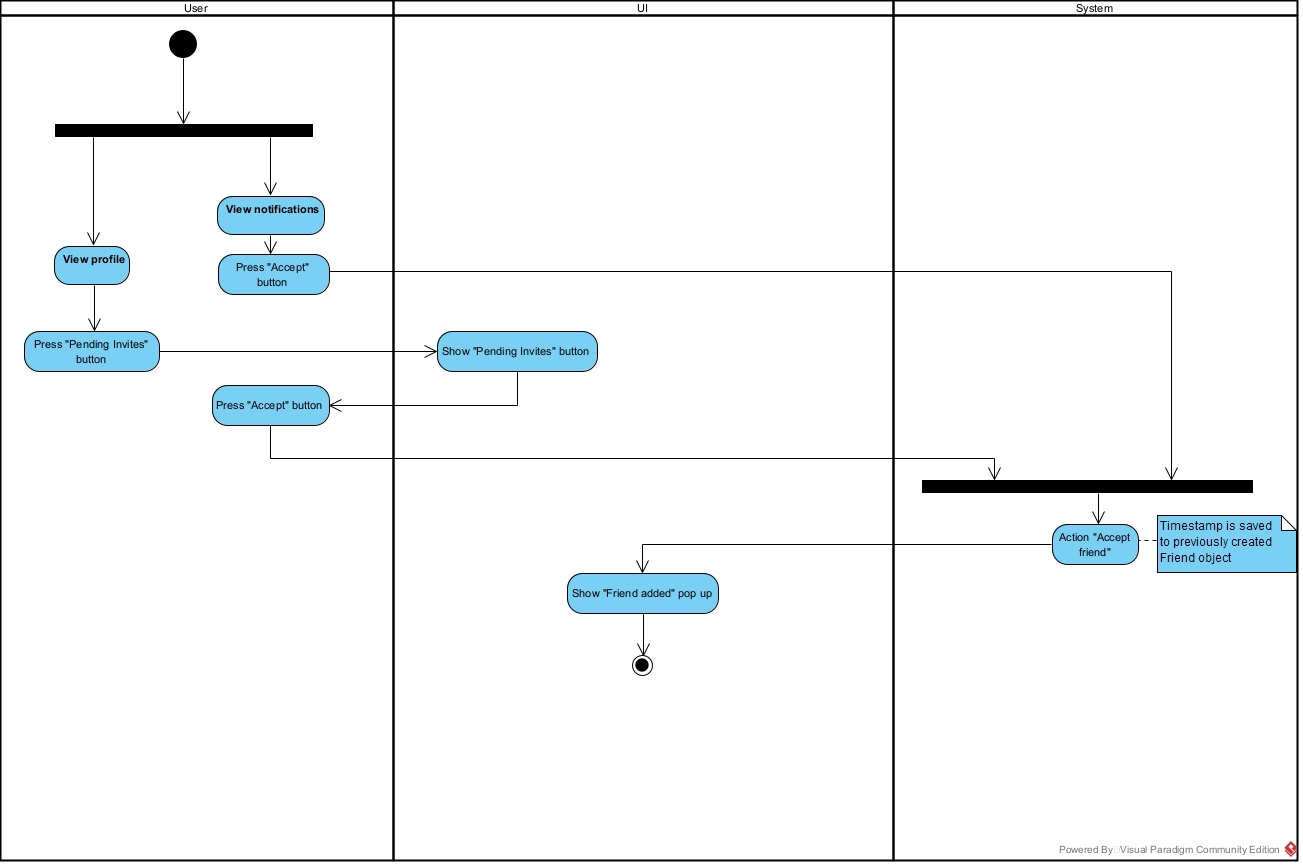 User
UI
System
View notifications
View profile
Press "Accept"
button
Press "Pending Invites"
button
Show "Pending Invites" button
Press "Accept" button
Timestamp is saved
to previously created
Friend object
Action "Accept
friend"
Show "Friend added" pop up
Powered By Visual Paradigm Community Edition